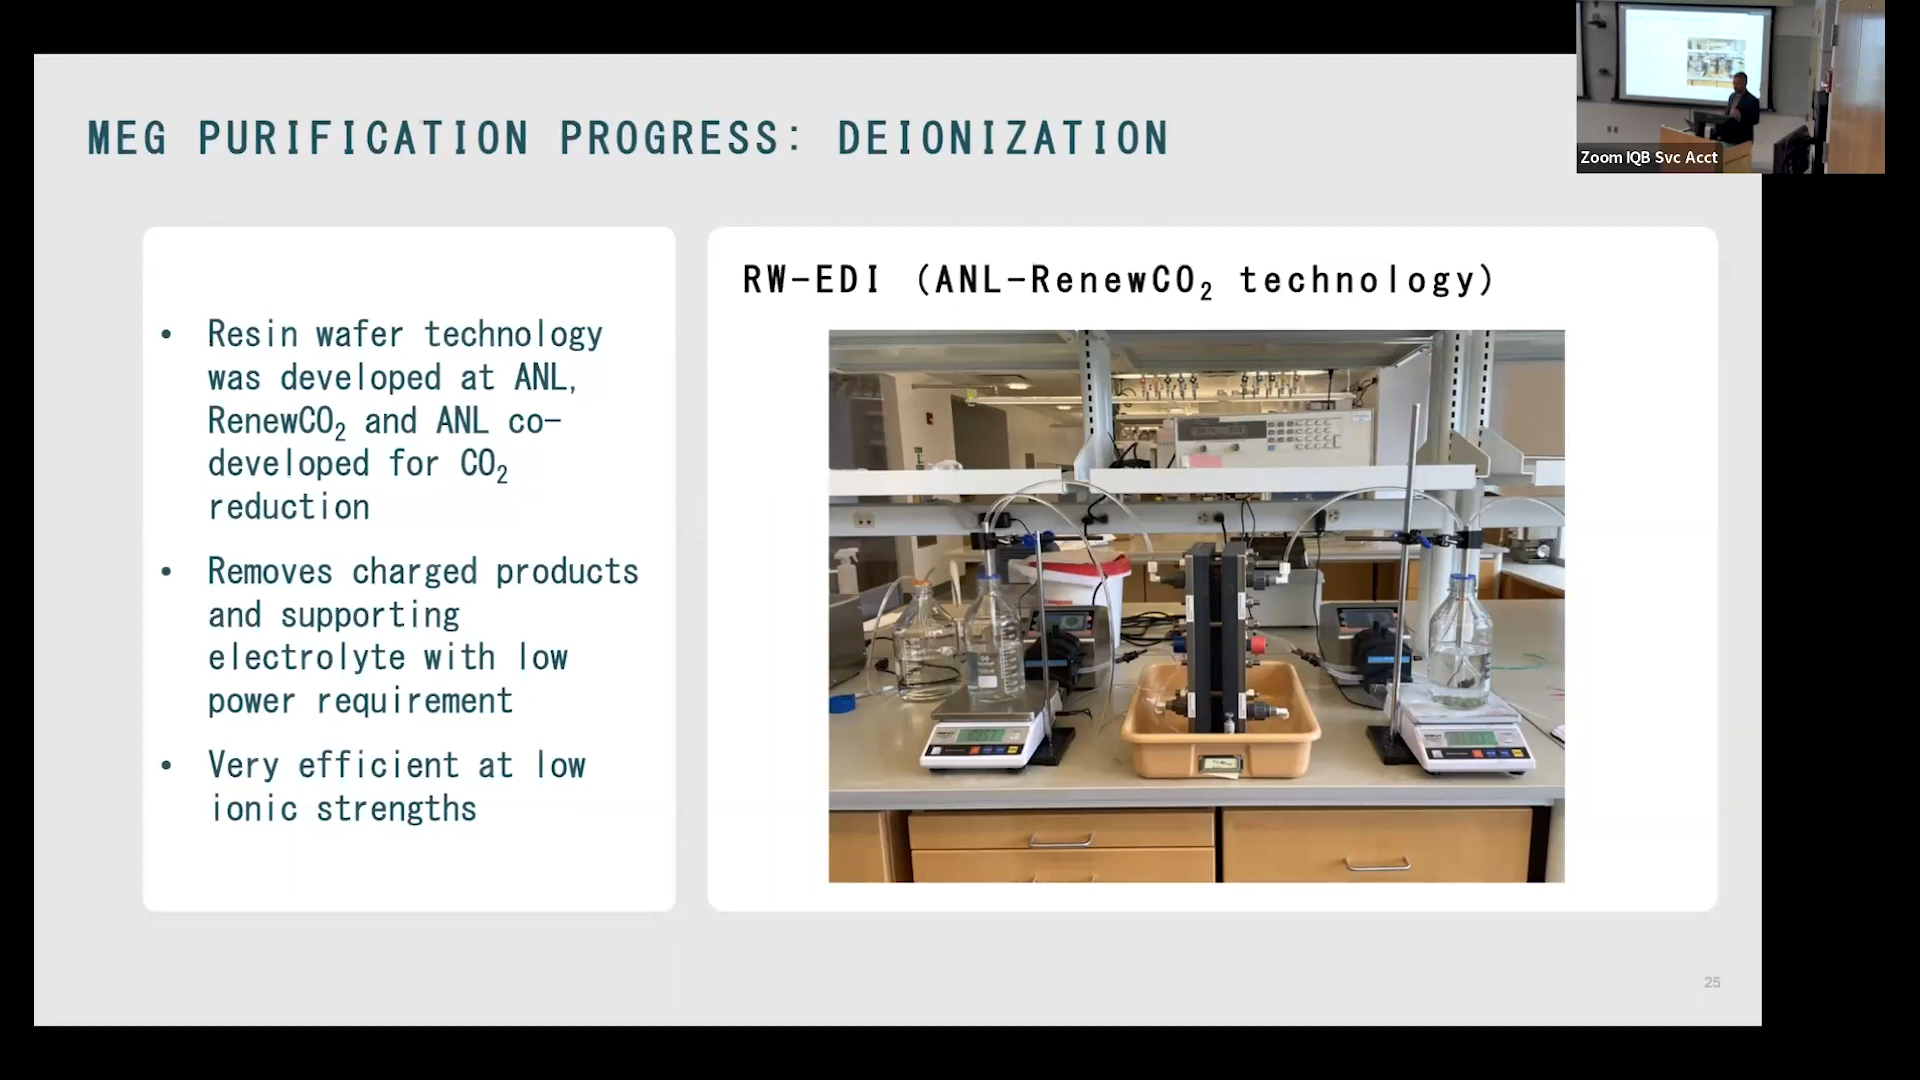 Zoom IQB Svc Acct
MEG PURIFICATION PROGRESS: DEIONIZATION
• Resin wafer technology
was developed at ANL,
RenewCO₂ and ANL co-
developed for CO₂
reduction
• Removes charged products
and supporting
electrolyte with low
power requirement
• Very efficient at low
ionic strengths
RW-EDI (ANL-RenewCO₂ technology)
25